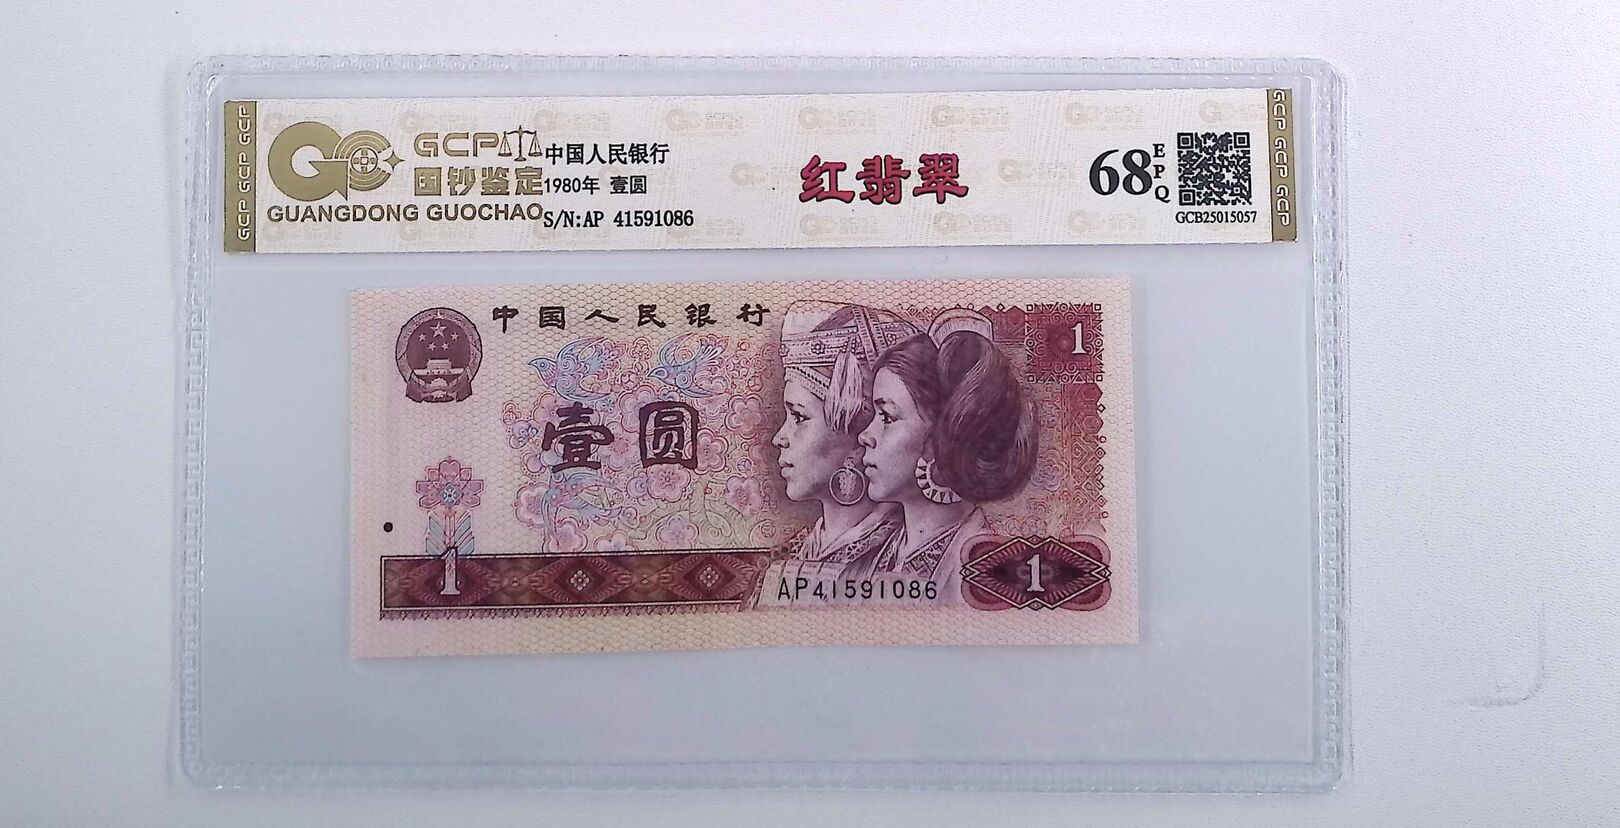 GCP GCP GCP
GCP
国钞鉴定
GUANGDONG GUOCHAO
中国人民银行
1980年 壹圆
S/N:AP 41591086
红翡翠
68 EPQ
GCB25015057
GCP GCP GCP
中国人民银行
1
壹圆
1
AP41591086
1